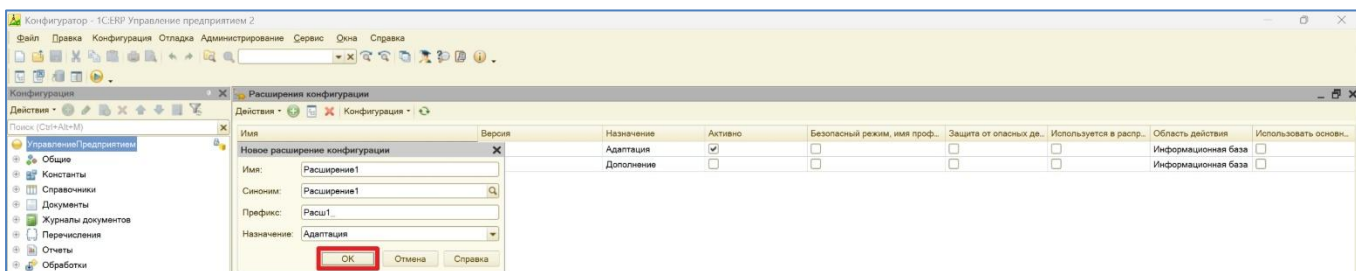 Конфигуратор - 1С:ERP Управление предприятием 2
Файл Правка Конфигурация Отладка Администрирование Сервис Окна Справка
Конфигурация
Расширения конфигурации
Действия
Действия Конфигурация
Поиск (Ctrl+Alt+M)
Имя Версия Назначение Активно Безопасный режим, имя проф... Защита от опасных де... Используется в распр... Область действия Использовать основн...
УправлениеПредприятием
Новое расширение конфигурации
Адаптация Информационная база
Дополнение Информационная база
Общие
Имя: Расширение1
Константы
Справочники
Синоним: Расширение1
Документы
Префикс: Расш1_
Журналы документов
Перечисления
Назначение: Адаптация
Отчеты
Обработки
ОК Отмена Справка